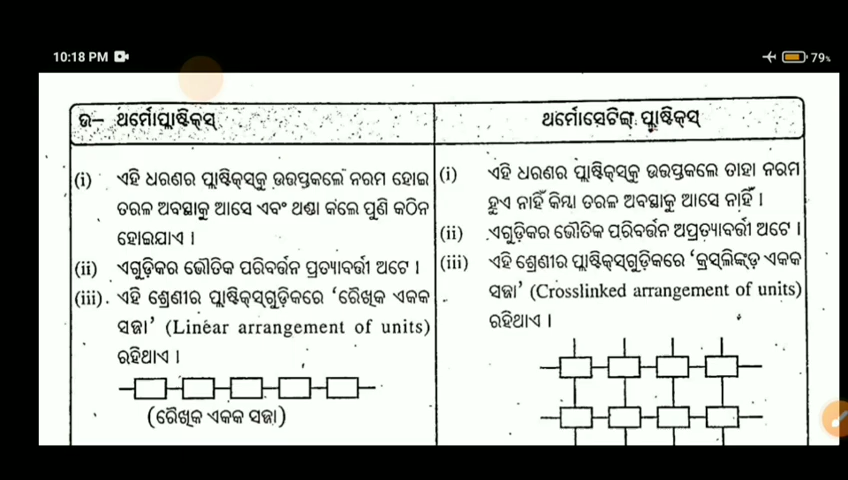 10:18 PM
79%
ଉ— ଥର୍ମୋପ୍ଲାଷ୍ଟିକ୍ସ୍
(i) ଏହି ଧରଣର ପ୍ଲାଷ୍ଟିକ୍‌ସ୍‌କୁ ଉତ୍ତପ୍ତକଲେ ନରମ ହୋଇ
ତରଳ ଅବସ୍ଥାକୁ ଆସେ ଏବଂ ଥଣ୍ଡା କଲେ ପୁଣି କଠିନ
ହୋଇଯାଏ ।
(ii) ଏଗୁଡ଼ିକର ଭୌତିକ ପରିବର୍ତ୍ତନ ପ୍ରତ୍ୟାବର୍ତ୍ତୀ ଅଟେ ।
(iii). ଏହି ଶ୍ରେଣୀର ପ୍ଲାଷ୍ଟିକ୍‌ସ୍‌ଗୁଡ଼ିକରେ ‘ରୈଖିକ ଏକକ
ସଜ୍ଜା’ (Linear arrangement of units)
ରହିଥାଏ ।
(ରୈଖିକ ଏକକ ସଜ୍ଜା)
ଥର୍ମୋସେଟିଙ୍ଗ୍ ପ୍ଲାଷ୍ଟିକ୍ସ୍
(i) ଏହି ଧରଣର ପ୍ଲାଷ୍ଟିକ୍‌ସ୍‌କୁ ଉତ୍ତପ୍ତକଲେ ତାହା ନରମ
ହୁଏ ନାହିଁ କିମ୍ବା ତରଳ ଅବସ୍ଥାକୁ ଆସେ ନାହିଁ ।
(ii) ଏଗୁଡ଼ିକର ଭୌତିକ ପରିବର୍ତ୍ତନ ଅପ୍ରତ୍ୟାବର୍ତ୍ତୀ ଅଟେ ।
(iii) ଏହି ଶ୍ରେଣୀର ପ୍ଲାଷ୍ଟିକ୍‌ସ୍‌ଗୁଡ଼ିକରେ ‘କ୍ରସ୍‌ଲିଙ୍କ୍‌ଡ଼ ଏକକ
ସଜ୍ଜା’ (Crosslinked arrangement of units)
ରହିଥାଏ ।